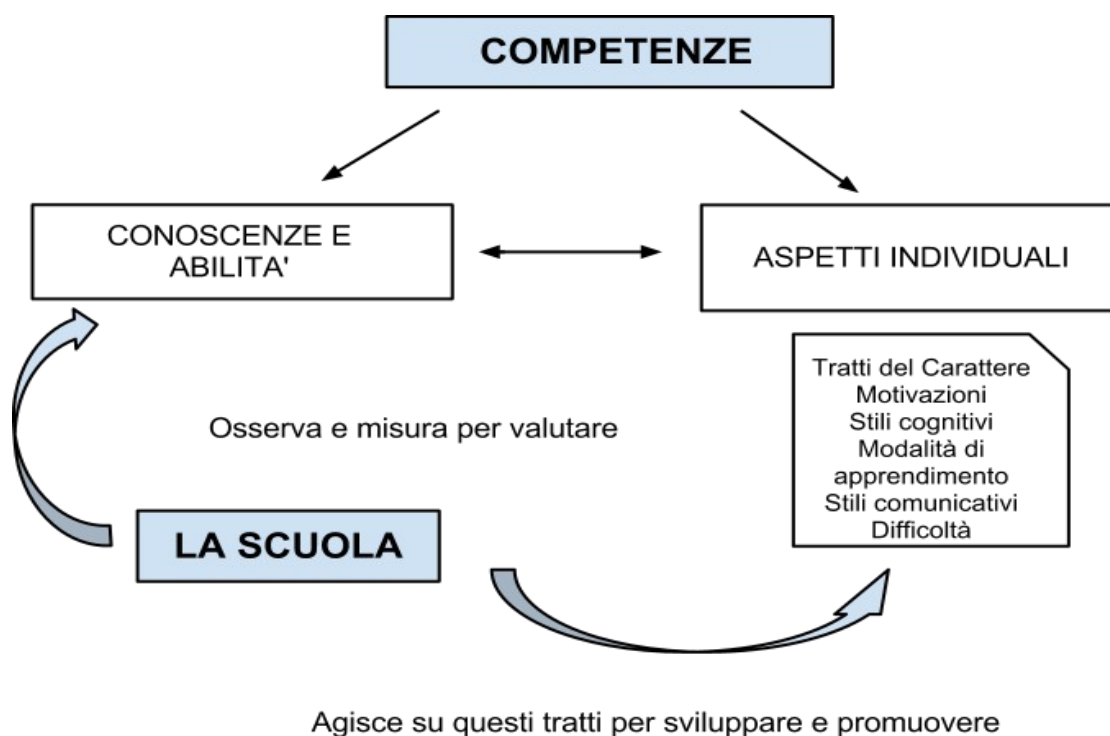 COMPETENZE
CONOSCENZE E
ABILITA'
ASPETTI INDIVIDUALI
Tratti del Carattere
Motivazioni
Stili cognitivi
Modalità di
apprendimento
Stili comunicativi
Difficoltà
Osserva e misura per valutare
LA SCUOLA
Agisce su questi tratti per sviluppare e promuovere